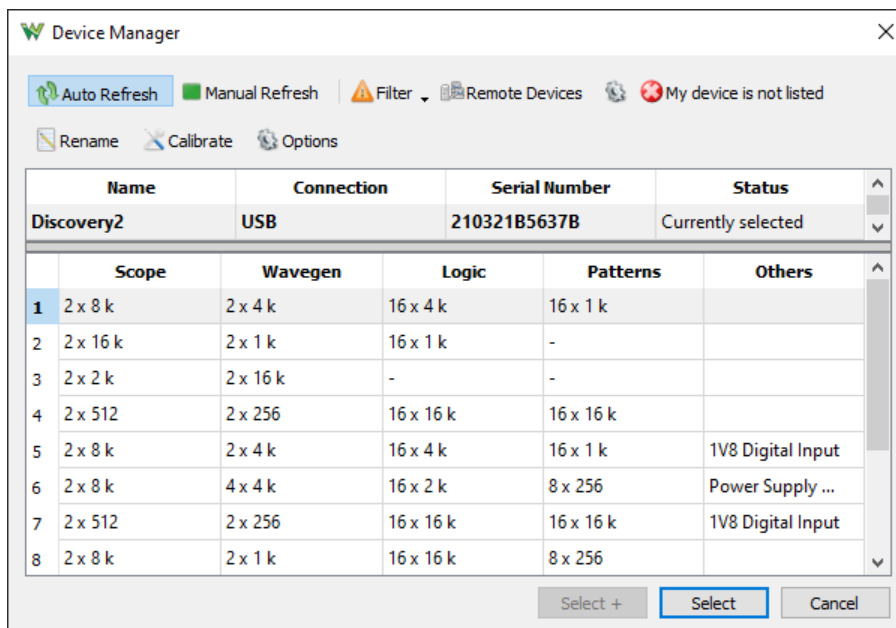 Device Manager
Auto Refresh Manual Refresh Filter Remote Devices My device is not listed
Rename Calibrate Options
Name Connection Serial Number Status
Discovery2 USB 210321B5637B Currently selected
Scope Wavegen Logic Patterns Others
1 2 x 8 k 2 x 4 k 16 x 4 k 16 x 1 k
2 2 x 16 k 2 x 1 k 16 x 1 k -
3 2 x 2 k 2 x 16 k - -
4 2 x 512 2 x 256 16 x 16 k 16 x 16 k
5 2 x 8 k 2 x 4 k 16 x 4 k 16 x 1 k 1V8 Digital Input
6 2 x 8 k 4 x 4 k 16 x 2 k 8 x 256 Power Supply ...
7 2 x 512 2 x 256 16 x 16 k 16 x 16 k 1V8 Digital Input
8 2 x 8 k 2 x 1 k 16 x 16 k 8 x 256
Select + Select Cancel